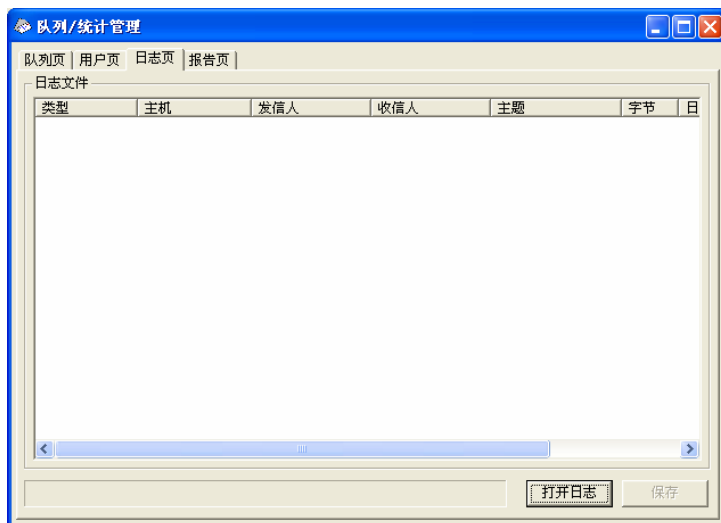 队列/统计管理
队列页 用户页 日志页 报告页
日志文件
类型 主机 发信人 收信人 主题 字节 日
打开日志 保存